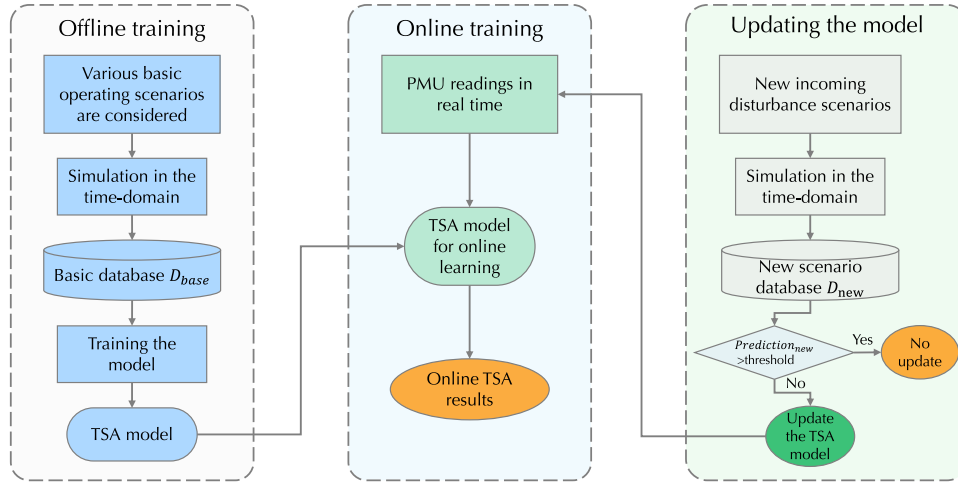 Offline training
Various basic
operating scenarios
are considered
Simulation in the
time-domain
Basic database D_base
Training the
model
TSA model
Online training
PMU readings in
real time
TSA model
for online
learning
Online TSA
results
Updating the model
New incoming
disturbance scenarios
Simulation in the
time-domain
New scenario
database D_new
Prediction_new
>threshold
Yes
No
update
No
Update
the TSA
model